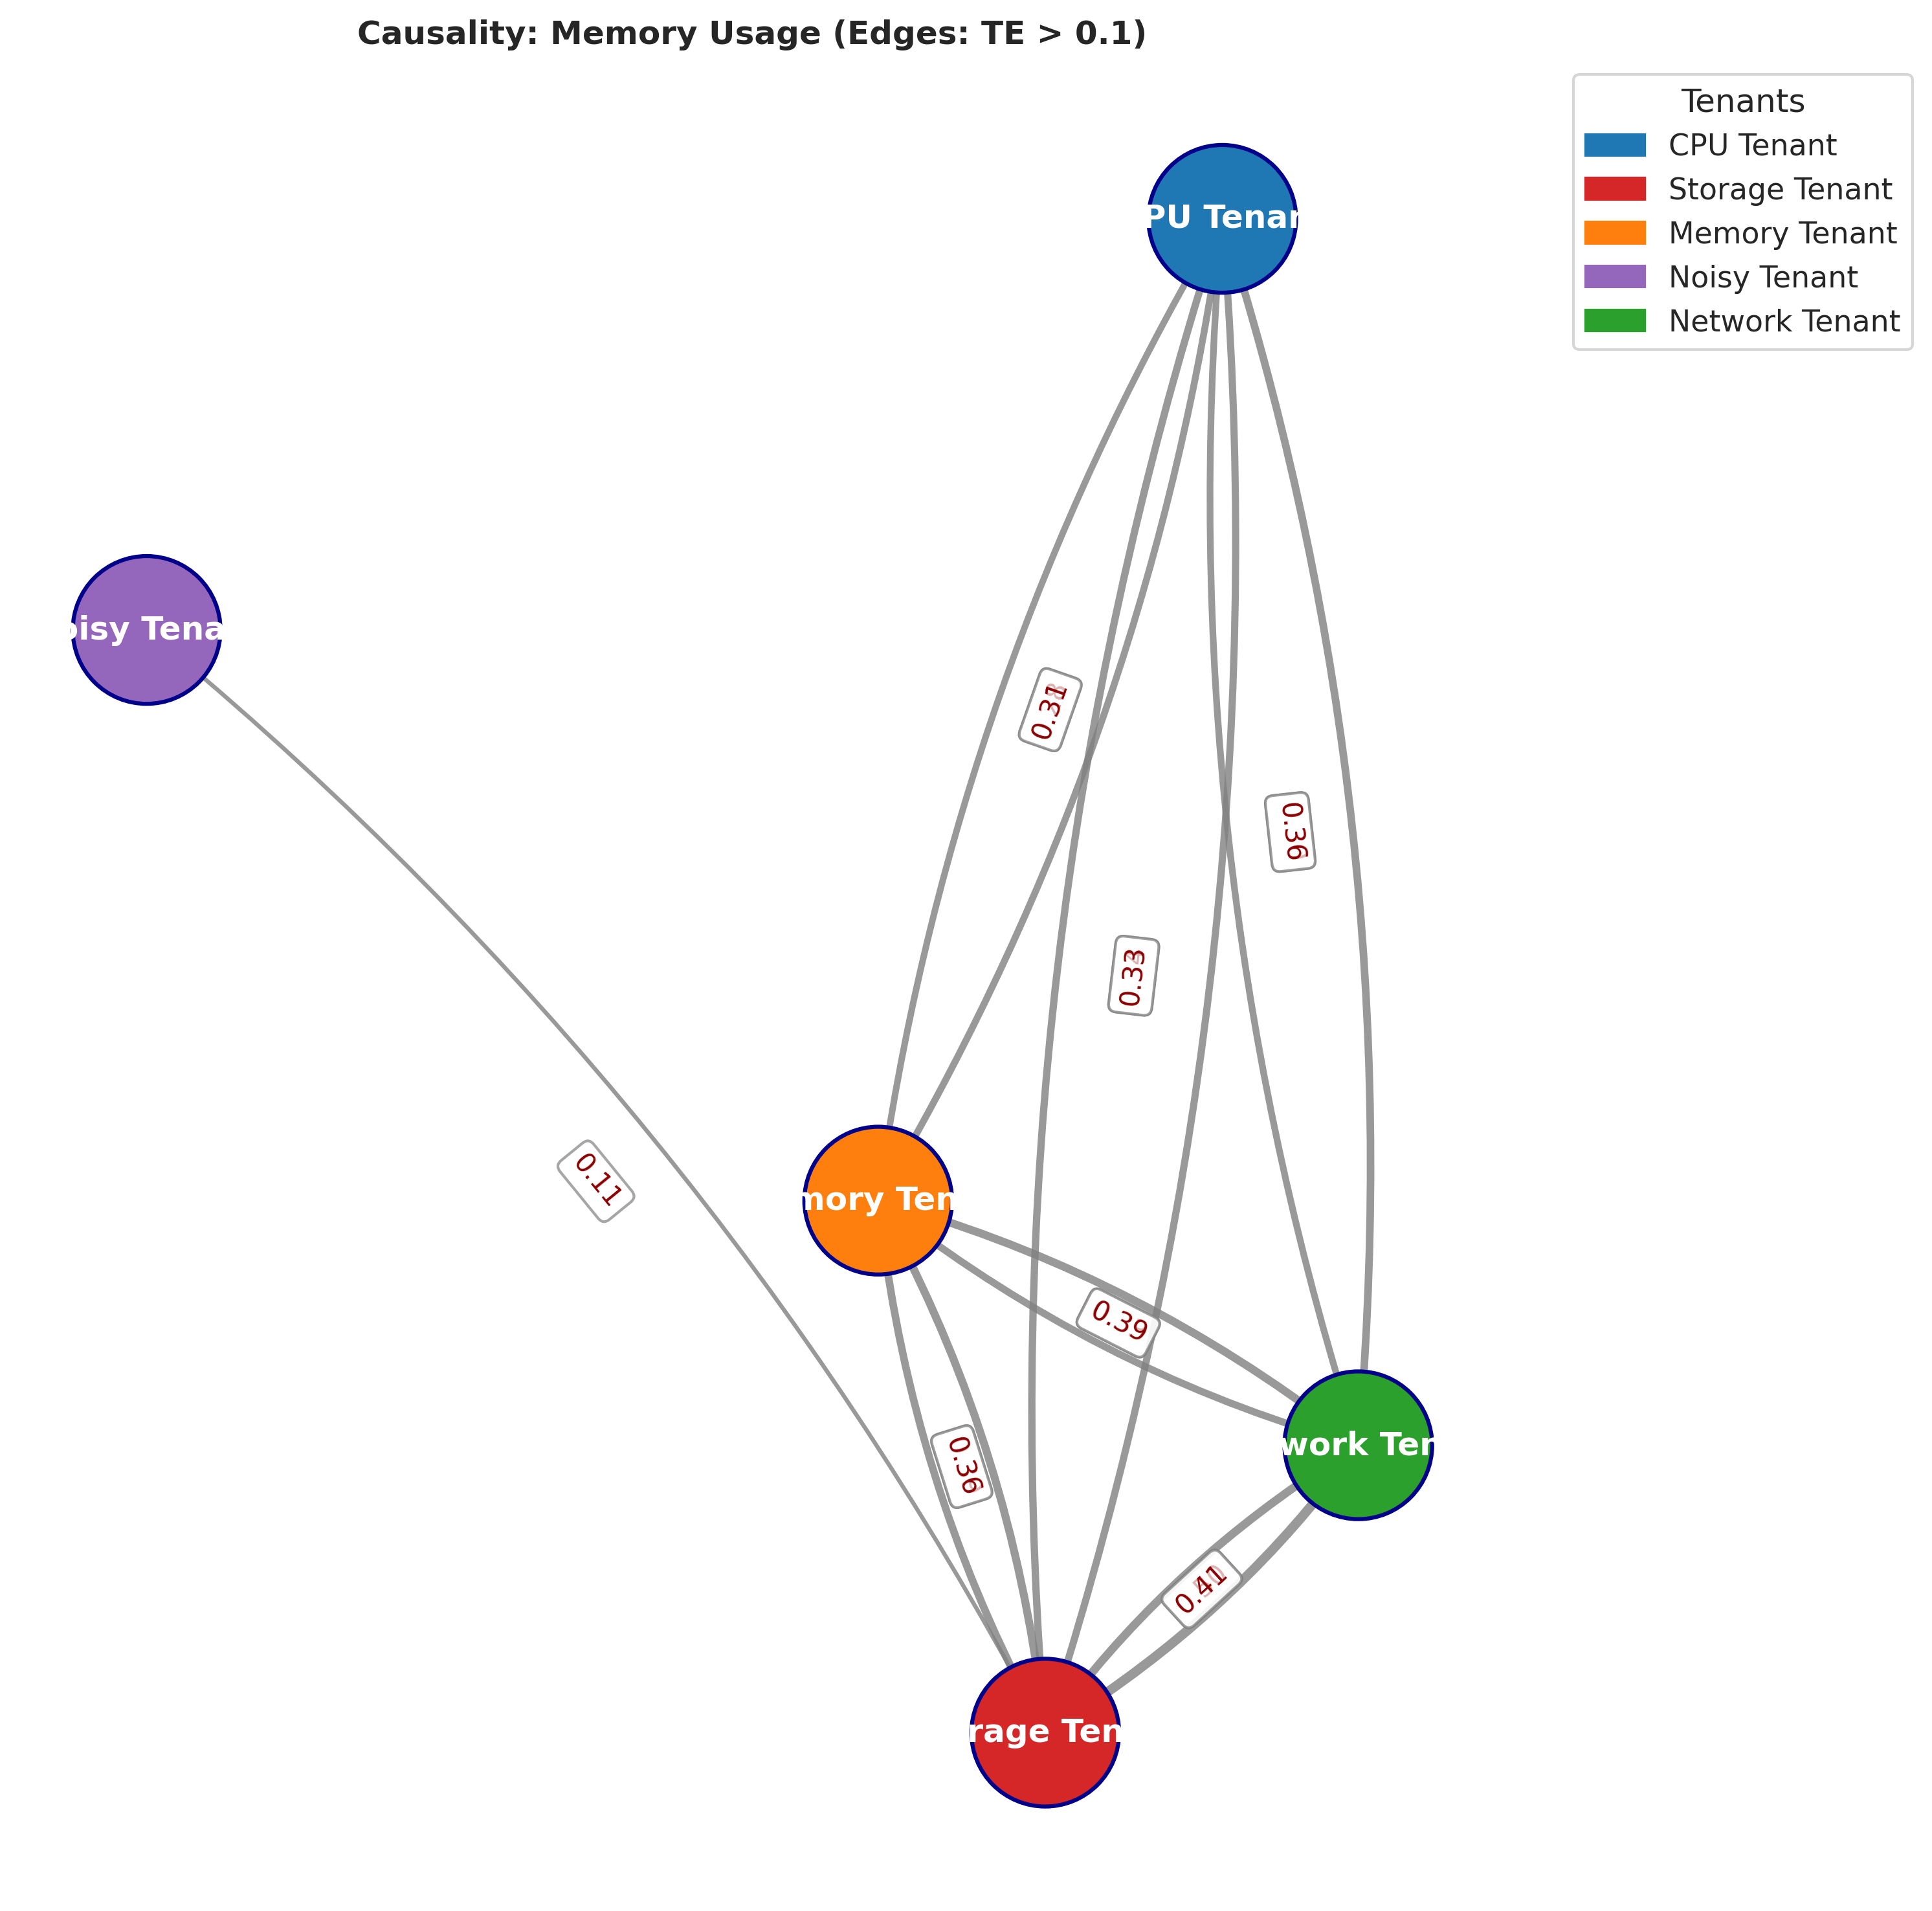 Causality: Memory Usage (Edges: TE > 0.1)
Tenants
CPU Tenant
Storage Tenant
Memory Tenant
Noisy Tenant
Network Tenant
PU Tenan
oisy Tena
0.31
0.36
0.33
0.11
mory Ten
0.39
work Ten
0.36
0.41
rage Ten